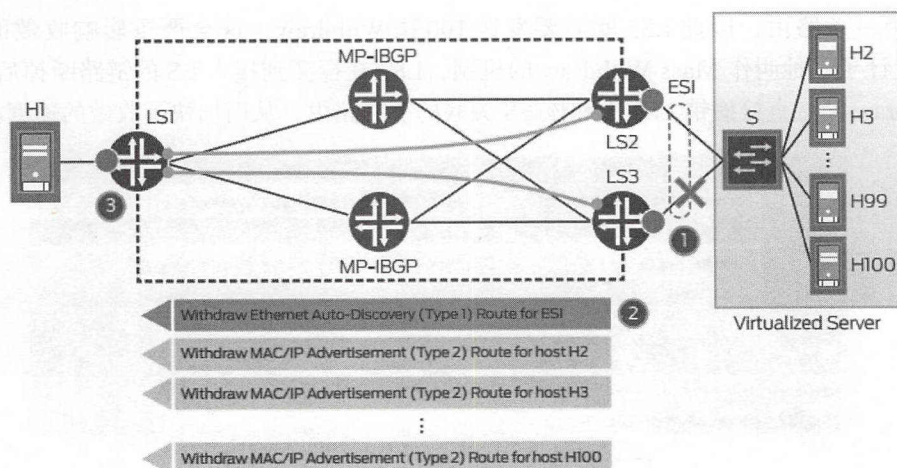 MP-IBGP
H2
ESI
H1
LS1
LS2
S
H3
⋮
LS3
H99
3
1
MP-IBGP
H100
Withdraw Ethernet Auto-Discovery (Type 1) Route for ESI
2
Virtualized Server
Withdraw MAC/IP Advertisement (Type 2) Route for host H2
Withdraw MAC/IP Advertisement (Type 2) Route for host H3
⋮
Withdraw MAC/IP Advertisement (Type 2) Route for host H100